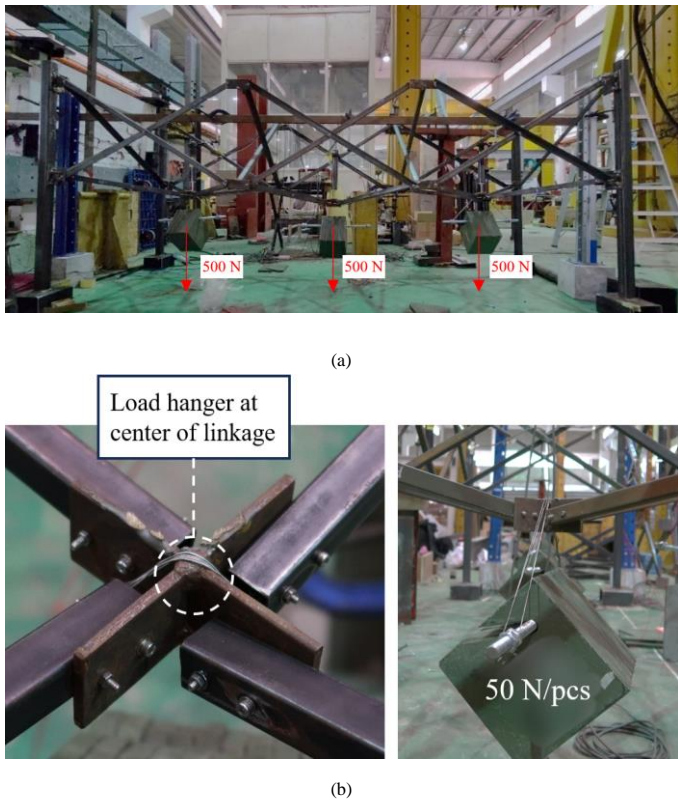 500 N
500 N
500 N
(a)
Load hanger at
center of linkage
50 N/pcs
(b)